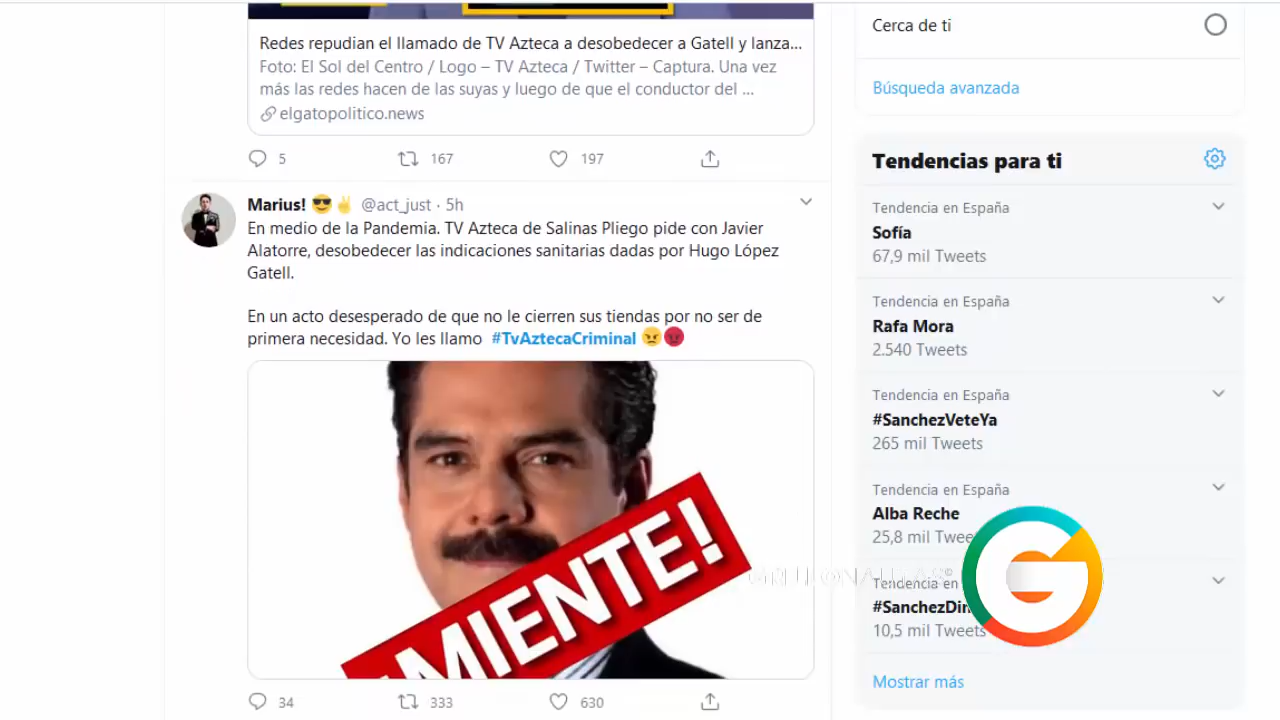 Redes repudian el llamado de TV Azteca a desobedecer a Gatell y lanza...
Foto: El Sol del Centro / Logo – TV Azteca / Twitter – Captura. Una vez
más las redes hacen de las suyas y luego de que el conductor del ...
elgatopolitico.news
5 167 197
Marius! 😎✌ @act_just · 5h
En medio de la Pandemia. TV Azteca de Salinas Pliego pide con Javier
Alatorre, desobedecer las indicaciones sanitarias dadas por Hugo López
Gatell.
En un acto desesperado de que no le cierren sus tiendas por no ser de
primera necesidad. Yo les llamo #TvAztecaCriminal 😠😡
¡MIENTE!
34 333 630
Cerca de ti
Búsqueda avanzada
Tendencias para ti
Tendencia en España
Sofía
67,9 mil Tweets
Tendencia en España
Rafa Mora
2.540 Tweets
Tendencia en España
#SanchezVeteYa
265 mil Tweets
Tendencia en España
Alba Reche
25,8 mil Twee
Tendencia en
#SanchezDim
10,5 mil Tweets
Mostrar más
G